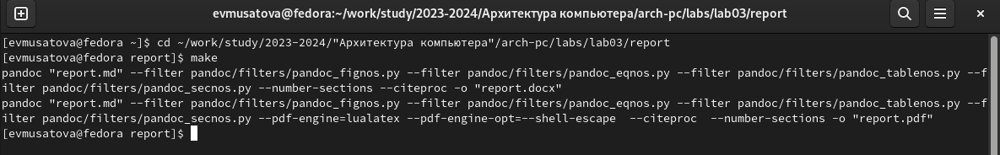 evmusatova@fedora:~/work/study/2023-2024/Архитектура компьютера/arch-pc/labs/lab03/report
[evmusatova@fedora ~]$ cd ~/work/study/2023-2024/"Архитектура компьютера"/arch-pc/labs/lab03/report
[evmusatova@fedora report]$ make
pandoc "report.md" --filter pandoc/filters/pandoc_fignos.py --filter pandoc/filters/pandoc_eqnos.py --filter pandoc/filters/pandoc_tablenos.py --f
ilter pandoc/filters/pandoc_secnos.py --number-sections --citeproc -o "report.docx"
pandoc "report.md" --filter pandoc/filters/pandoc_fignos.py --filter pandoc/filters/pandoc_eqnos.py --filter pandoc/filters/pandoc_tablenos.py --f
ilter pandoc/filters/pandoc_secnos.py --pdf-engine=lualatex --pdf-engine-opt=--shell-escape  --citeproc  --number-sections -o "report.pdf"
[evmusatova@fedora report]$